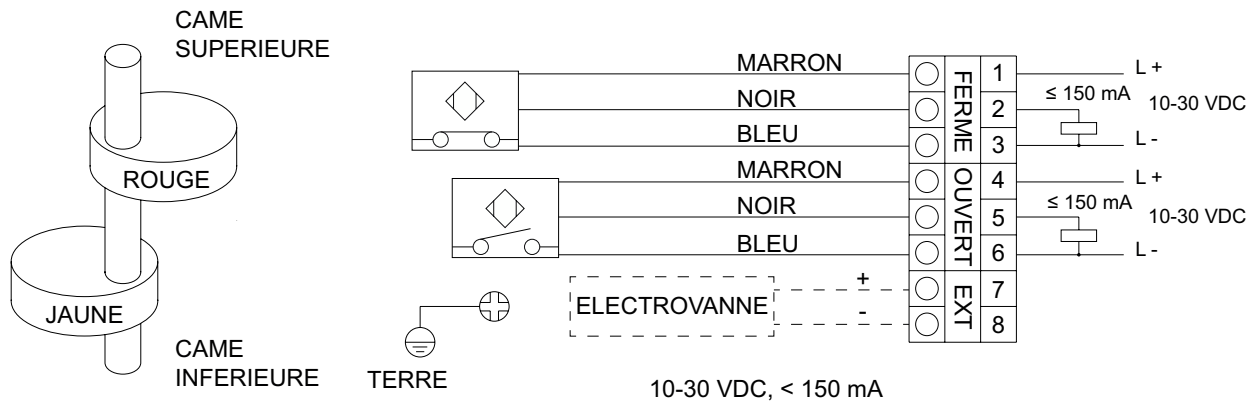 CAME
SUPERIEURE
ROUGE
JAUNE
CAME
INFERIEURE
MARRON
NOIR
BLEU
MARRON
NOIR
BLEU
ELECTROVANNE
+
-
TERRE
FERME
OUVERT
EXT
1
2
3
4
5
6
7
8
L +
≤ 150 mA
10-30 VDC
L -
L +
≤ 150 mA
10-30 VDC
L -
10-30 VDC, < 150 mA